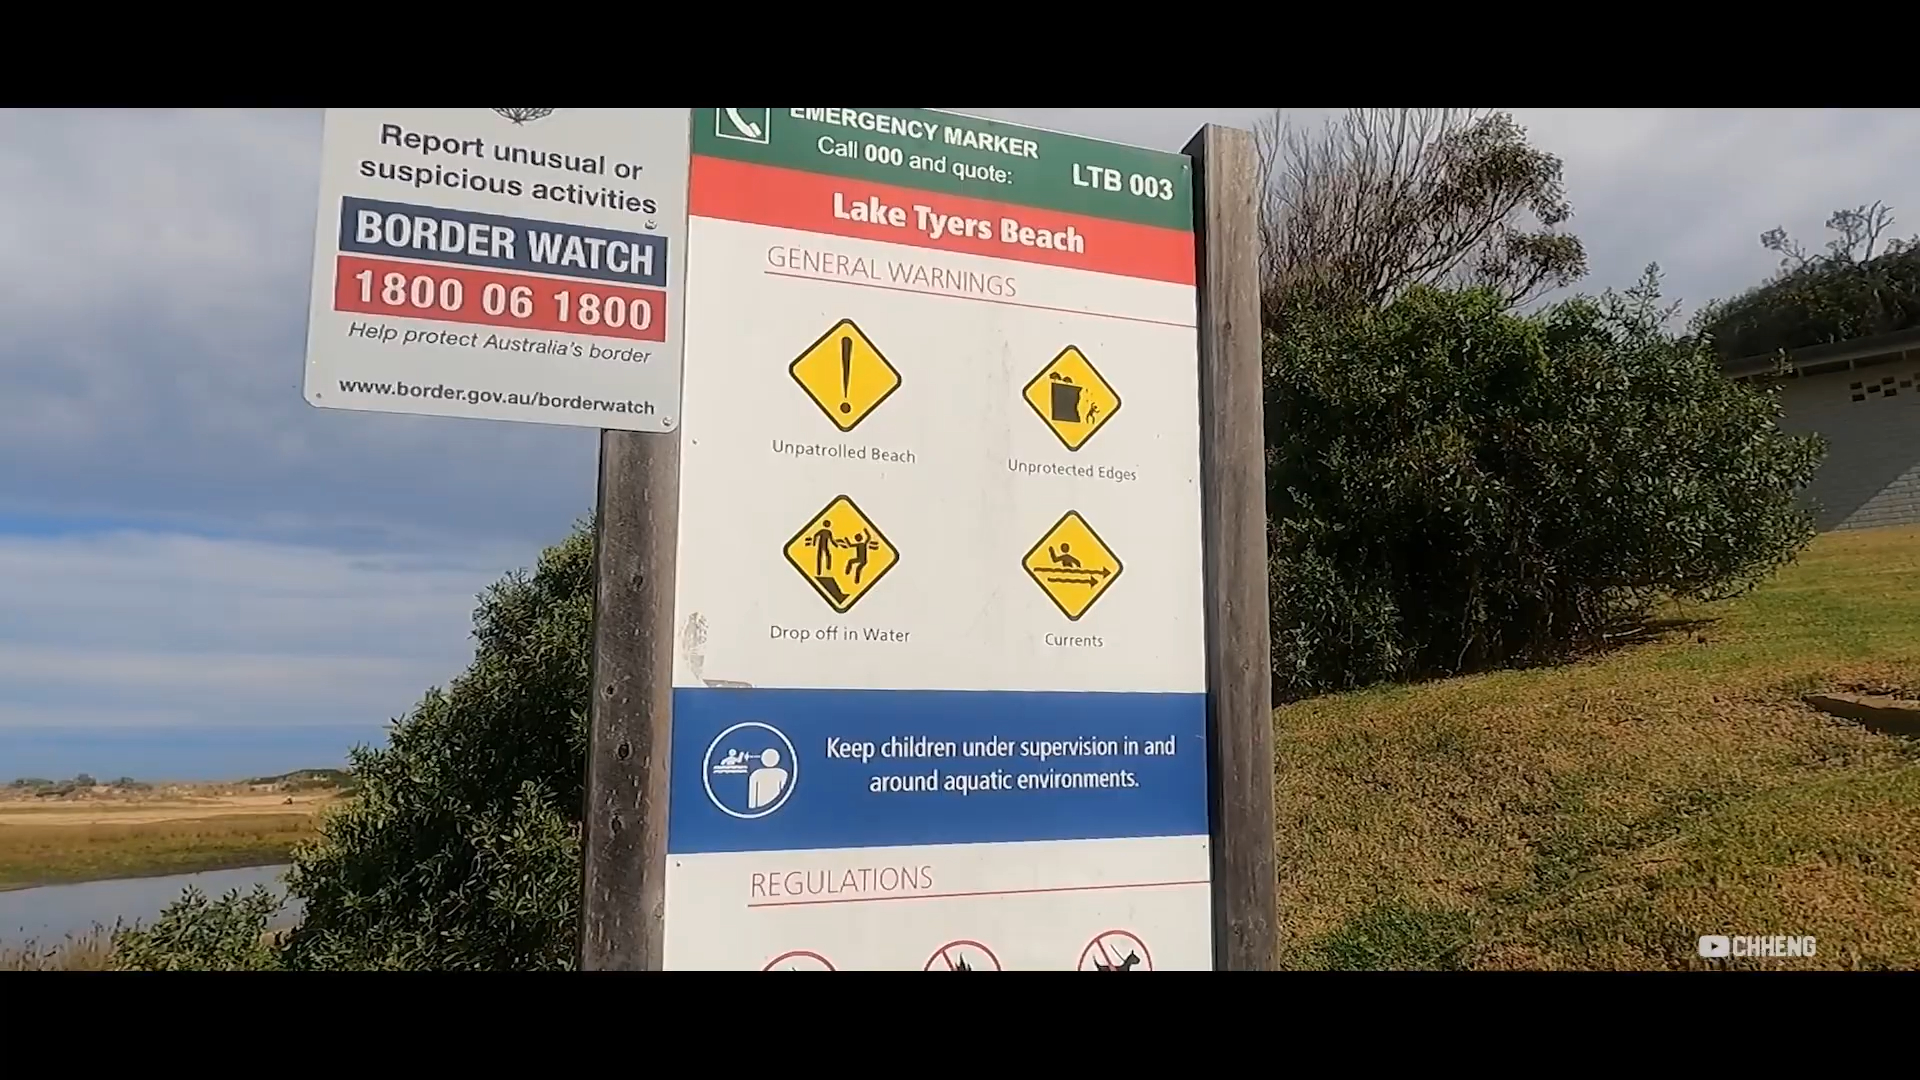 Report unusual or
suspicious activities
BORDER WATCH
1800 06 1800
Help protect Australia's border
www.border.gov.au/borderwatch
EMERGENCY MARKER
Call 000 and quote:
LTB 003
Lake Tyers Beach
GENERAL WARNINGS
Unpatrolled Beach
Unprotected Edges
Drop off in Water
Currents
Keep children under supervision in and
around aquatic environments.
REGULATIONS
CHHENG